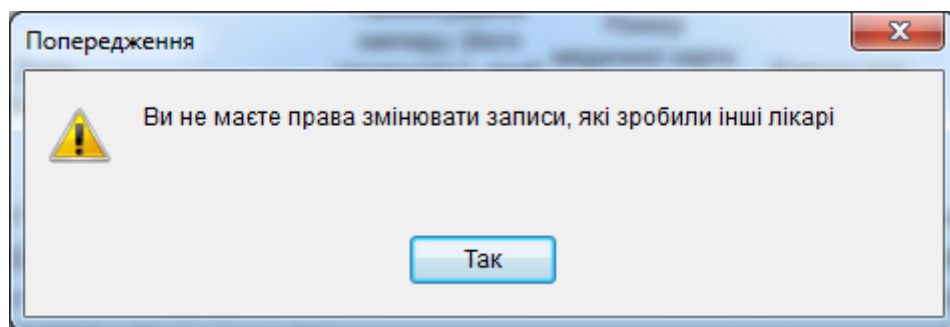 Попередження
Ви не маєте права змінювати записи, які зробили інші лікарі
Так